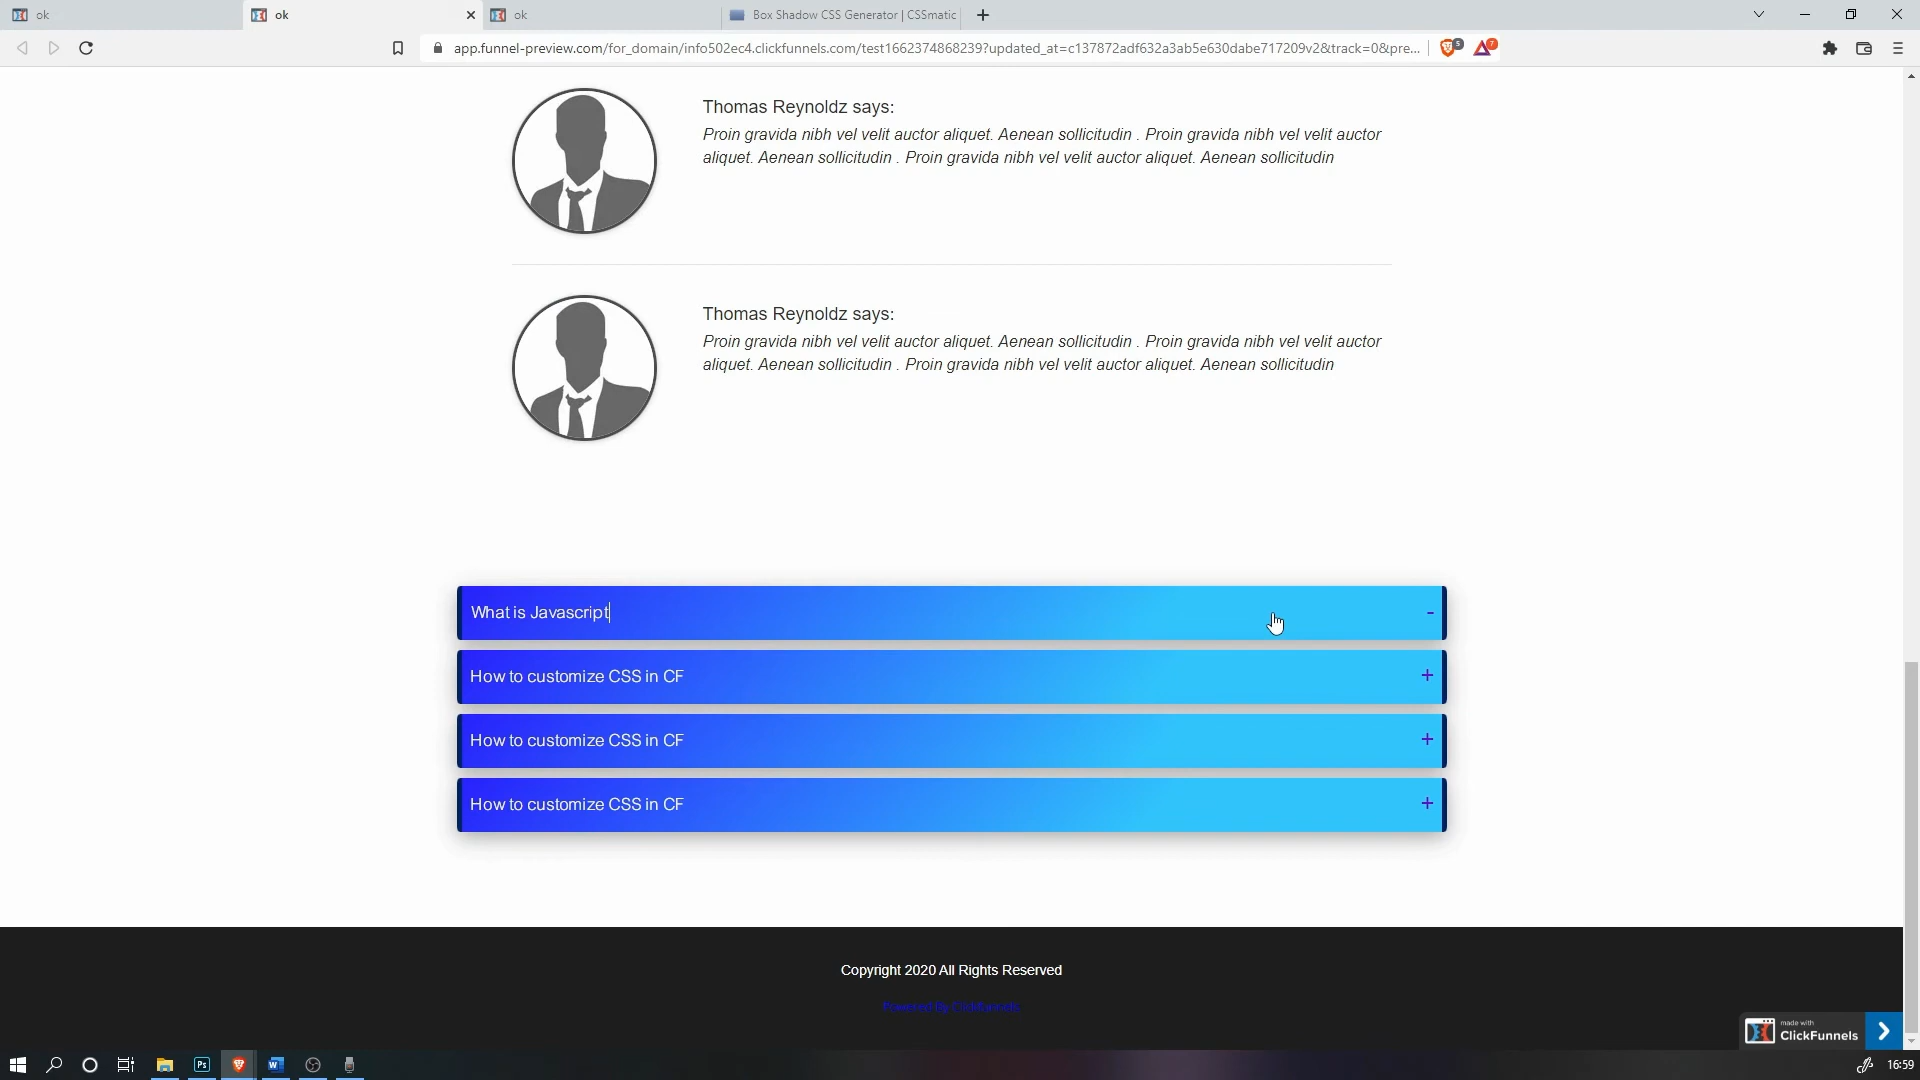 ok
ok
ok
Box Shadow CSS Generator | CSSmatic
app.funnel-preview.com/for_domain/info502ec4.clickfunnels.com/test1662374868239?updated_at=c137872adf632a3ab5e630dabe717209v2&track=0&pre...
5
7
Thomas Reynoldz says:
Proin gravida nibh vel velit auctor aliquet. Aenean sollicitudin . Proin gravida nibh vel velit auctor
aliquet. Aenean sollicitudin . Proin gravida nibh vel velit auctor aliquet. Aenean sollicitudin
Thomas Reynoldz says:
Proin gravida nibh vel velit auctor aliquet. Aenean sollicitudin . Proin gravida nibh vel velit auctor
aliquet. Aenean sollicitudin . Proin gravida nibh vel velit auctor aliquet. Aenean sollicitudin
What is Javascript -
How to customize CSS in CF +
How to customize CSS in CF +
How to customize CSS in CF +
Copyright 2020 All Rights Reserved
Powered By Clickfunnels
made with
ClickFunnels
Ps
W
16:59